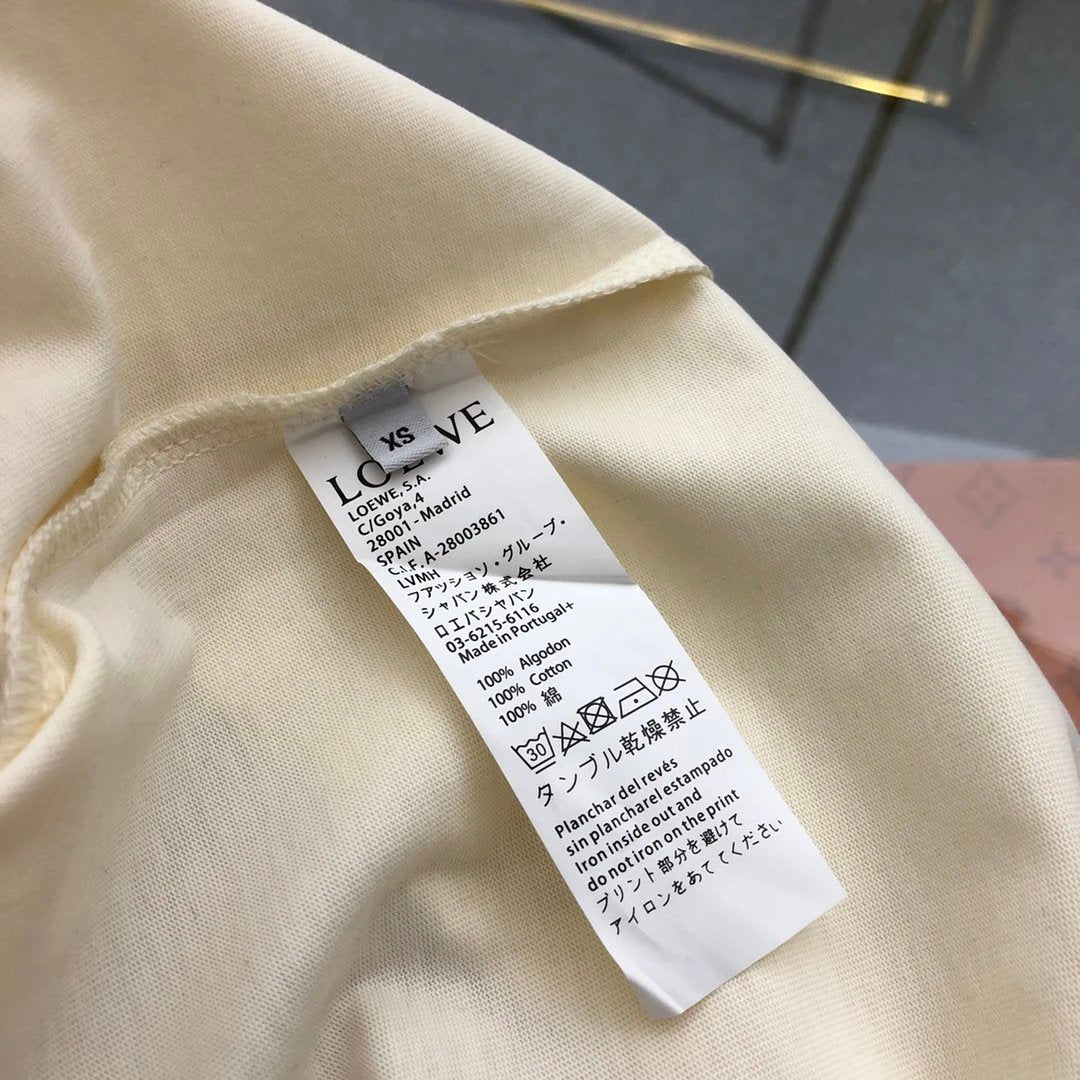 XS
LOEWE
LOEWE, S.A.
C/Goya,4
28001 - Madrid
SPAIN
C.I.F. A-28003861
LVMH
ファッション・グループ・
ジャパン株式会社
ロエバジャパン
03-6215-6116
Made in Portugal+
100% Algodon
100% Cotton
100% 綿
30
タンブル乾燥禁止
Planchar del revés
sin plancharel estampado
Iron inside out and
do not iron on the print
プリント部分を避けて
アイロンをあててください